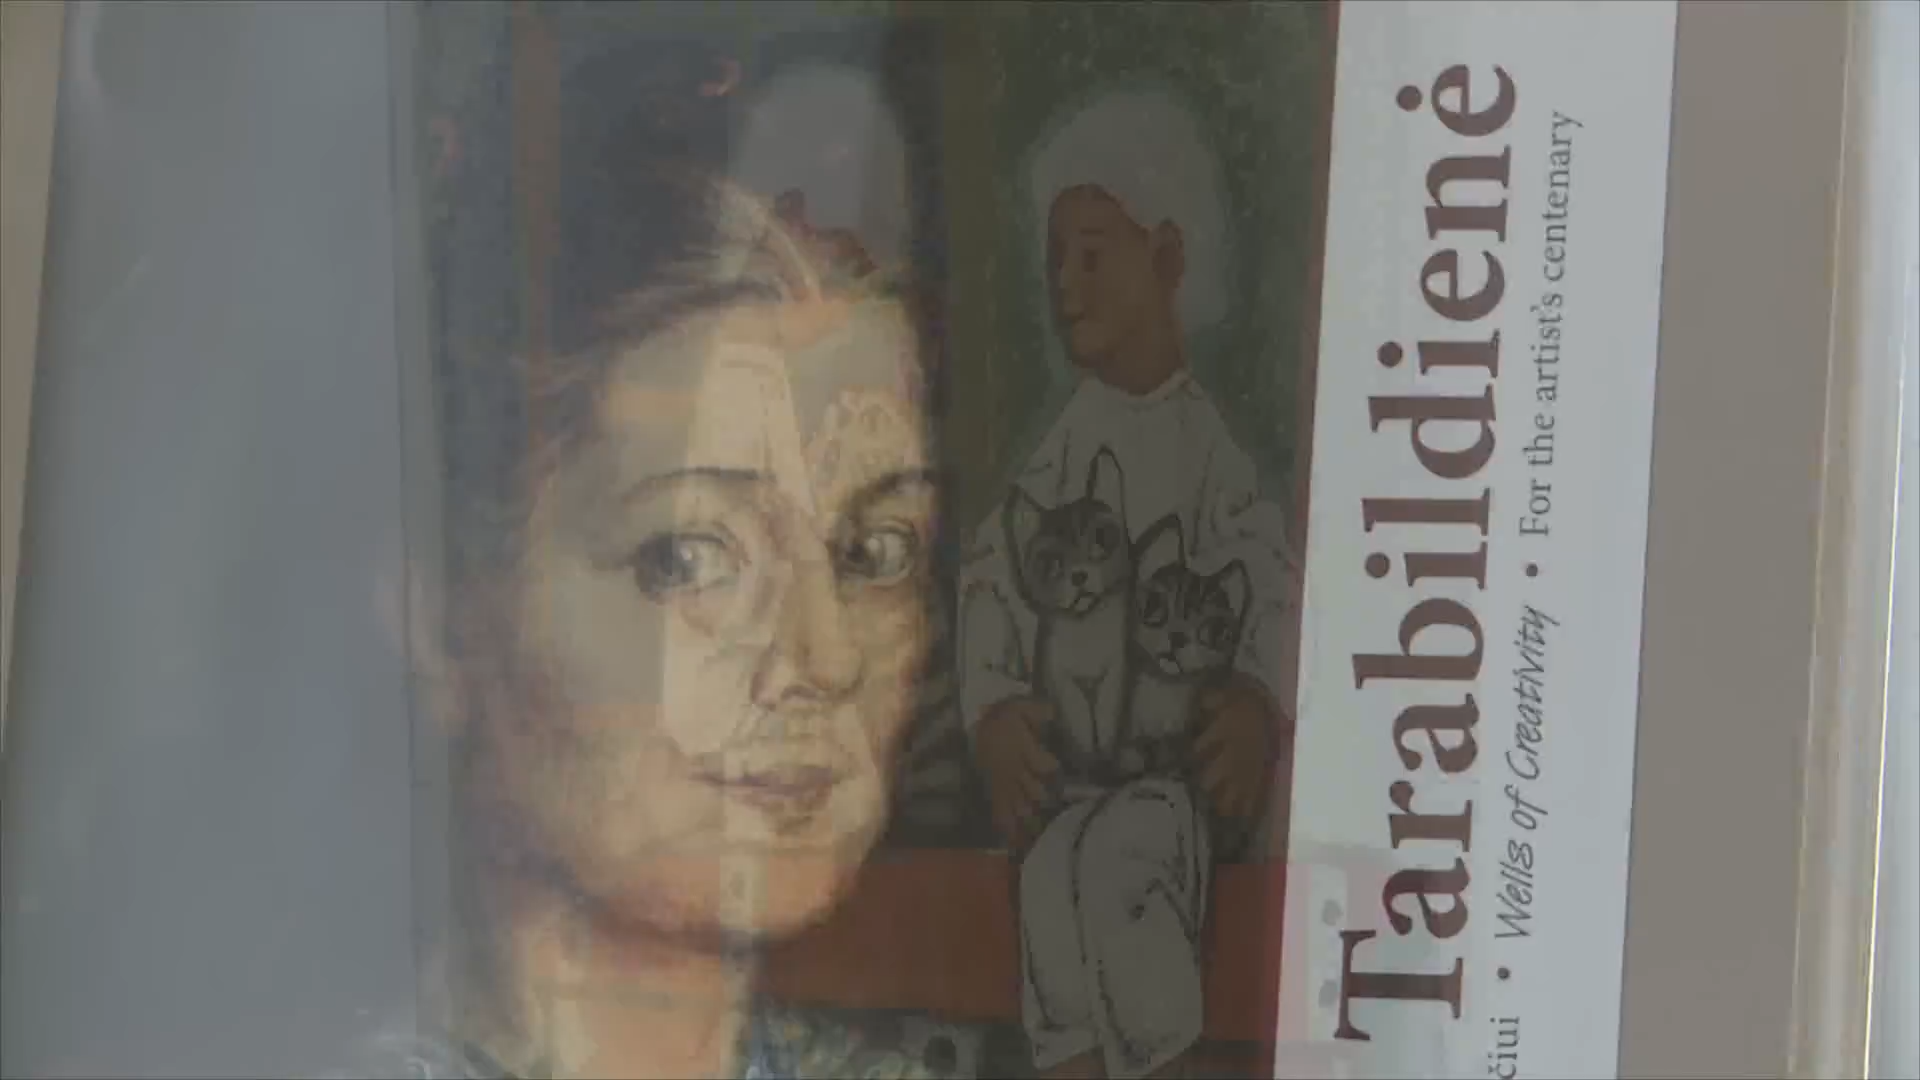 Tarabildienė
čiui • Wells of Creativity • For the artist's centenary